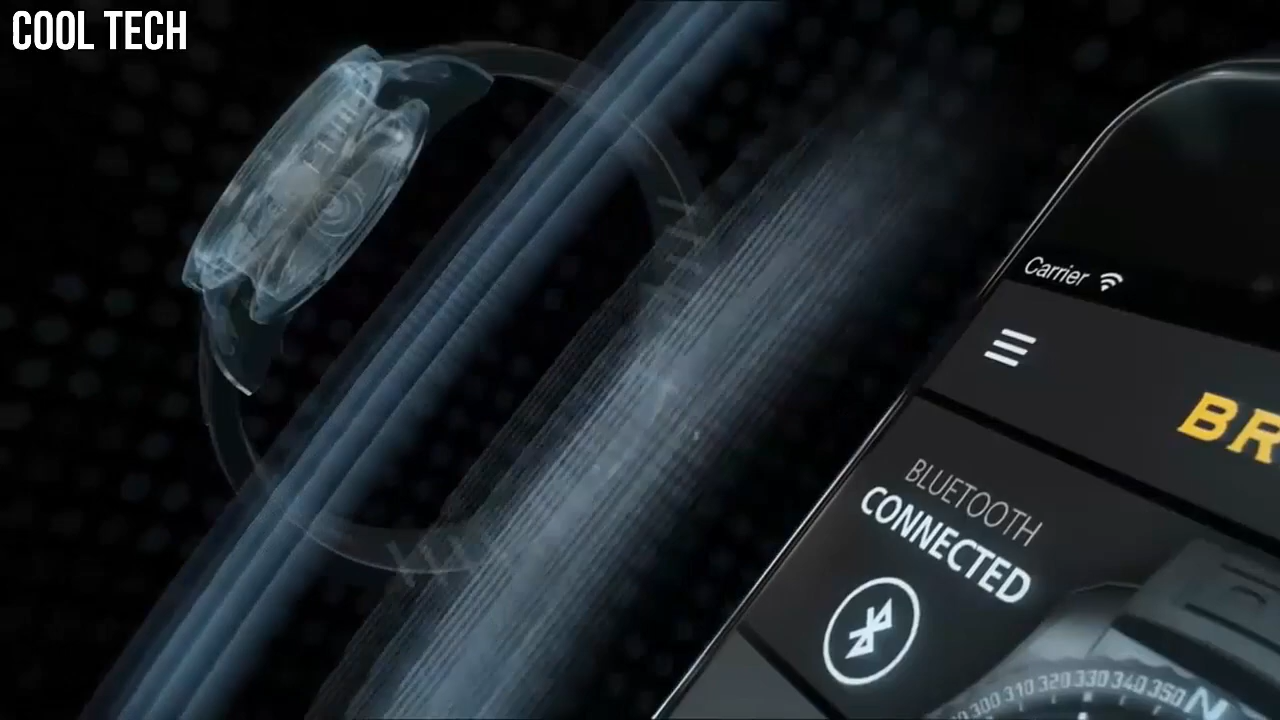 COOL TECH
Carrier
BR
BLUETOOTH
CONNECTED
300 310 320 330 340 350 N